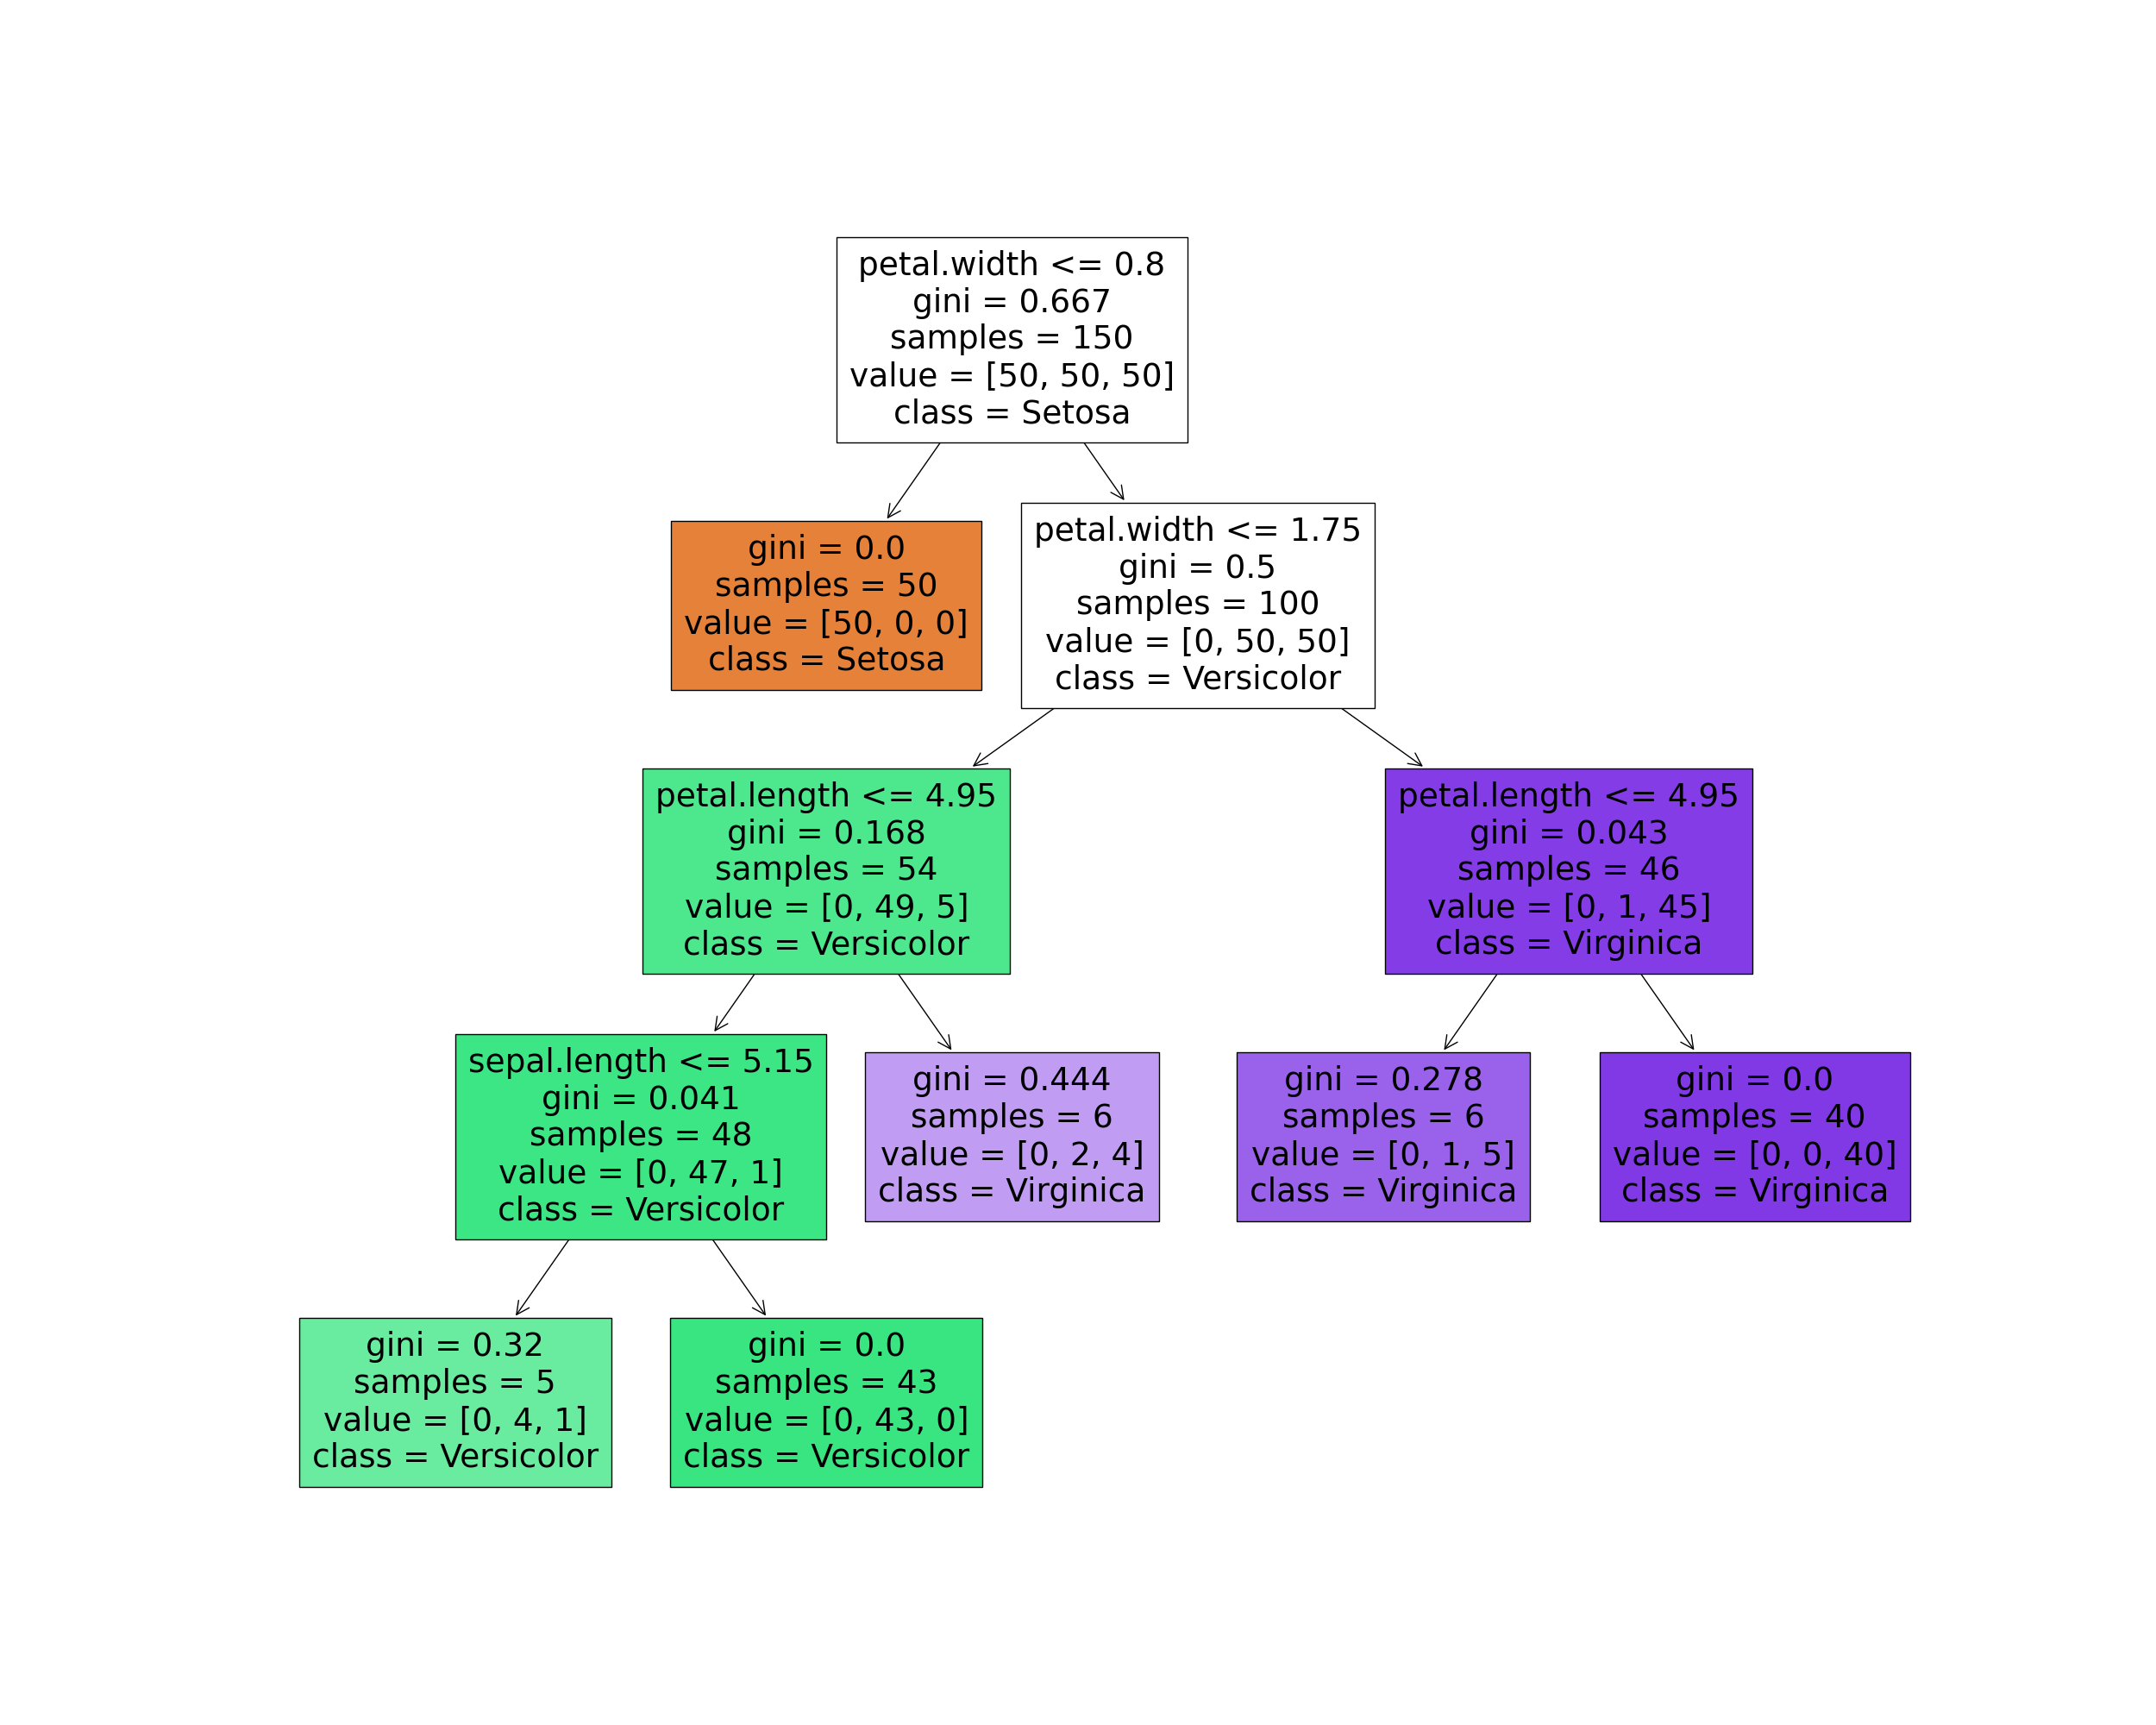 petal.width <= 0.8
gini = 0.667
samples = 150
value = [50, 50, 50]
class = Setosa
gini = 0.0
samples = 50
value = [50, 0, 0]
class = Setosa
petal.width <= 1.75
gini = 0.5
samples = 100
value = [0, 50, 50]
class = Versicolor
petal.length <= 4.95
gini = 0.168
samples = 54
value = [0, 49, 5]
class = Versicolor
petal.length <= 4.95
gini = 0.043
samples = 46
value = [0, 1, 45]
class = Virginica
sepal.length <= 5.15
gini = 0.041
samples = 48
value = [0, 47, 1]
class = Versicolor
gini = 0.444
samples = 6
value = [0, 2, 4]
class = Virginica
gini = 0.278
samples = 6
value = [0, 1, 5]
class = Virginica
gini = 0.0
samples = 40
value = [0, 0, 40]
class = Virginica
gini = 0.32
samples = 5
value = [0, 4, 1]
class = Versicolor
gini = 0.0
samples = 43
value = [0, 43, 0]
class = Versicolor